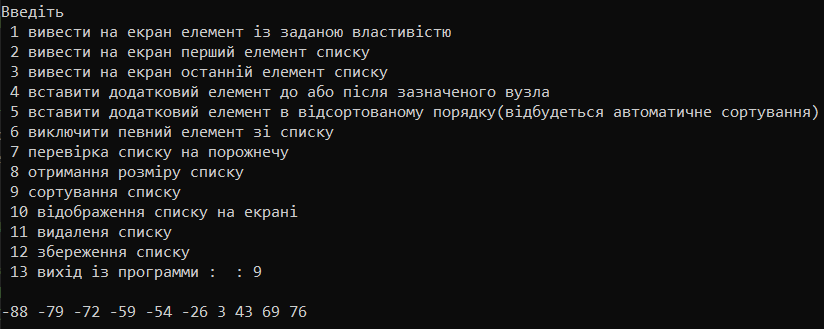 Введіть
1 вивести на екран елемент із заданою властивістю
2 вивести на екран перший елемент списку
3 вивести на екран останній елемент списку
4 вставити додатковий елемент до або після зазначеного вузла
5 вставити додатковий елемент в відсортованому порядку(відбудеться автоматичне сортування)
6 виключити певний елемент зі списку
7 перевірка списку на порожнечу
8 отримання розміру списку
9 сортування списку
10 відображення списку на екрані
11 видаленя списку
12 збереження списку
13 вихід із программи :  : 9
-88 -79 -72 -59 -54 -26 3 43 69 76